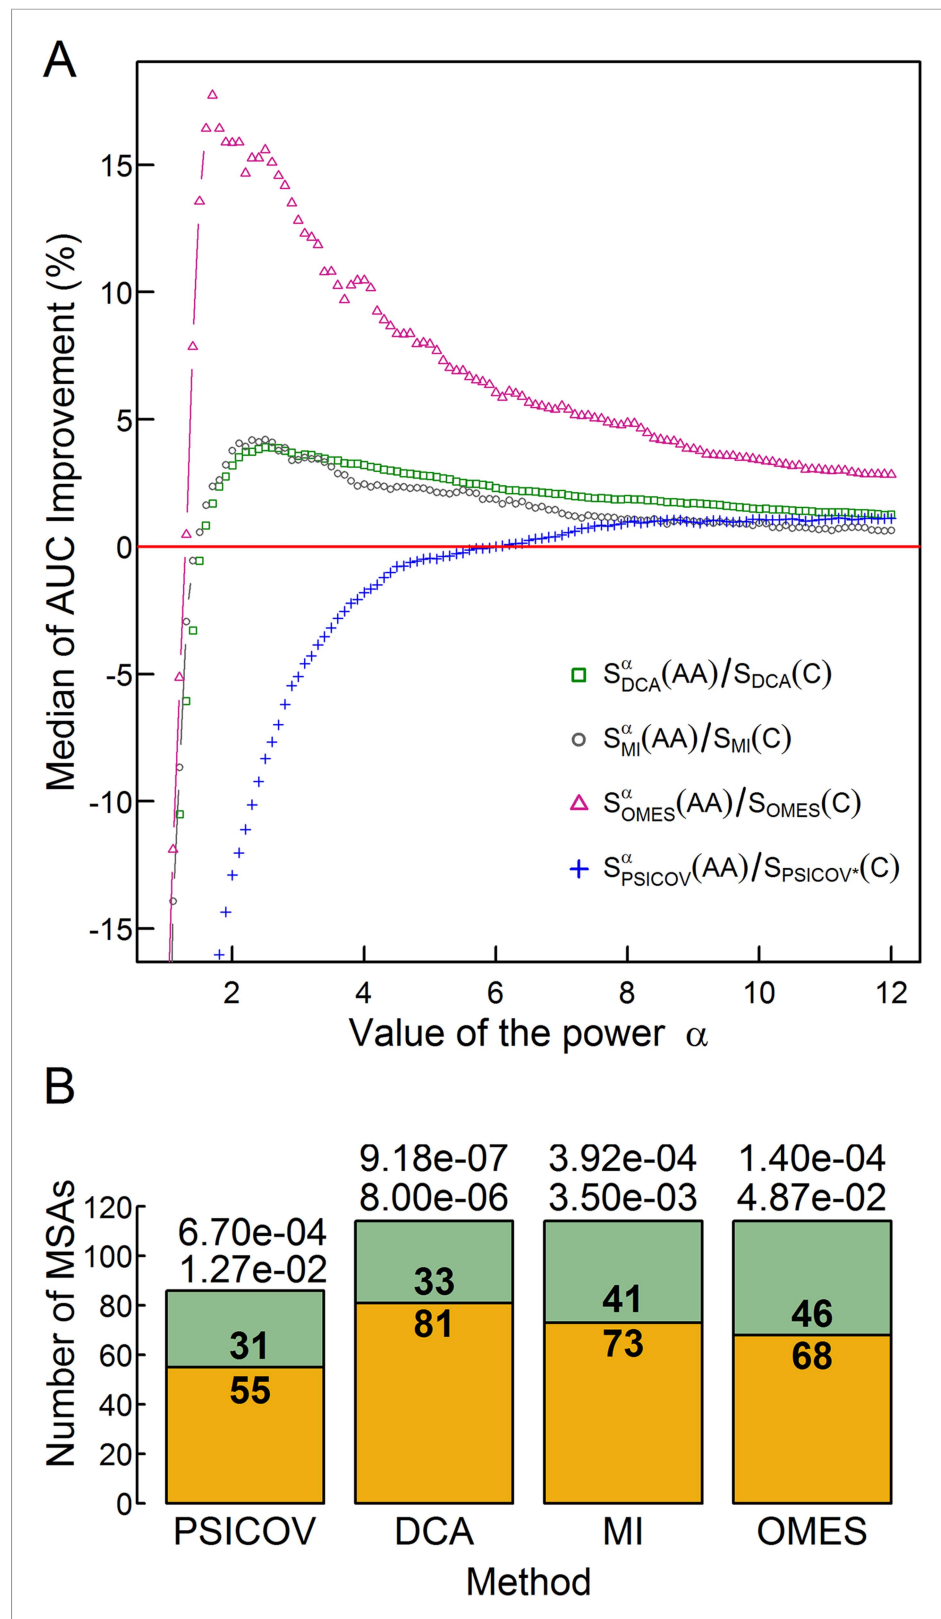 A
Median of AUC Improvement (%)
15
10
5
0
-5
-10
-15
S^α_DCA(AA)/S_DCA(C)
S^α_MI(AA)/S_MI(C)
S^α_OMES(AA)/S_OMES(C)
S^α_PSICOV(AA)/S_PSICOV*(C)
2 4 6 8 10 12
Value of the power α
B
Number of MSAs
120
100
80
60
40
20
0
6.70e-04
1.27e-02
31
55
9.18e-07
8.00e-06
33
81
3.92e-04
3.50e-03
41
73
1.40e-04
4.87e-02
46
68
PSICOV DCA MI OMES
Method